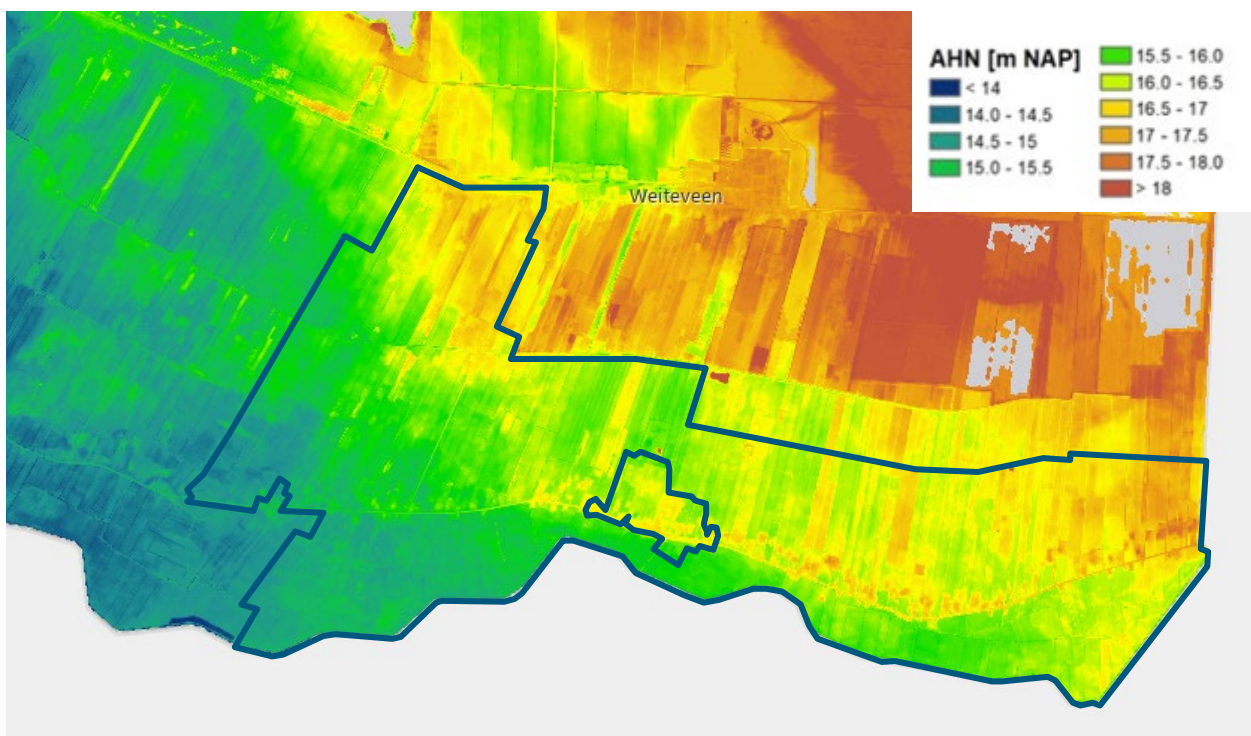 AHN [m NAP]
< 14
14.0 - 14.5
14.5 - 15
15.0 - 15.5
15.5 - 16.0
16.0 - 16.5
16.5 - 17
17 - 17.5
17.5 - 18.0
> 18
Weiteveen